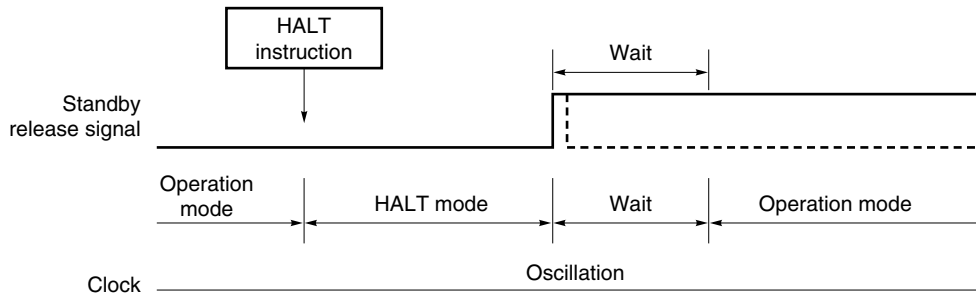 HALT
instruction
Wait
Standby
release signal
Operation
mode
HALT mode
Wait
Operation mode
Oscillation
Clock